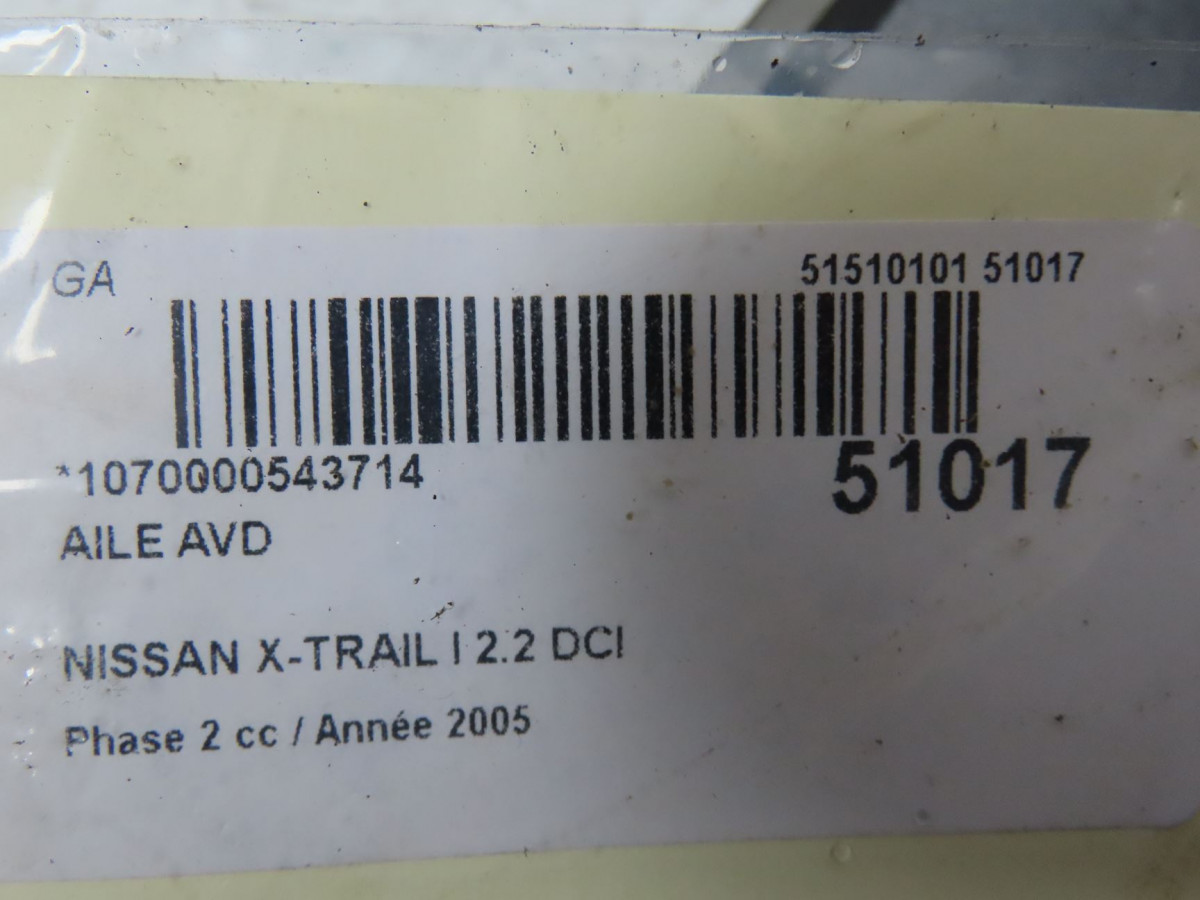 GA
51510101 51017
*1070000543714
51017
AILE AVD
NISSAN X-TRAIL I 2.2 DCI
Phase 2 cc / Année 2005